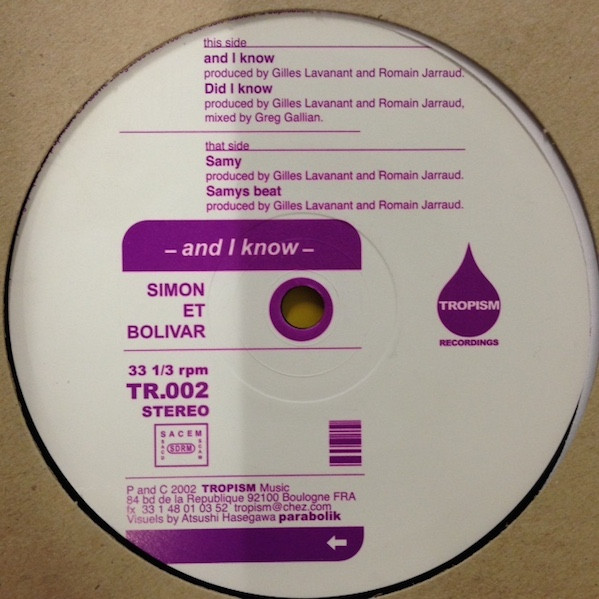 this side
and I know
produced by Gilles Lavanant and Romain Jarraud.
Did I know
produced by Gilles Lavanant and Romain Jarraud,
mixed by Greg Gallian.
that side
Samy
produced by Gilles Lavanant and Romain Jarraud.
Samys beat
produced by Gilles Lavanant and Romain Jarraud.
– and I know –
SIMON
ET
BOLIVAR
TROPISM
RECORDINGS
33 1/3 rpm
TR.002
STEREO
SACEM
SACD
SDRM
SCAM
P and C 2002 TROPISM Music
84 bd de la Republique 92100 Boulogne FRA
fx 33 1 48 01 03 52 tropism@chez.com
Visuels by Atsushi Hasegawa parabolik